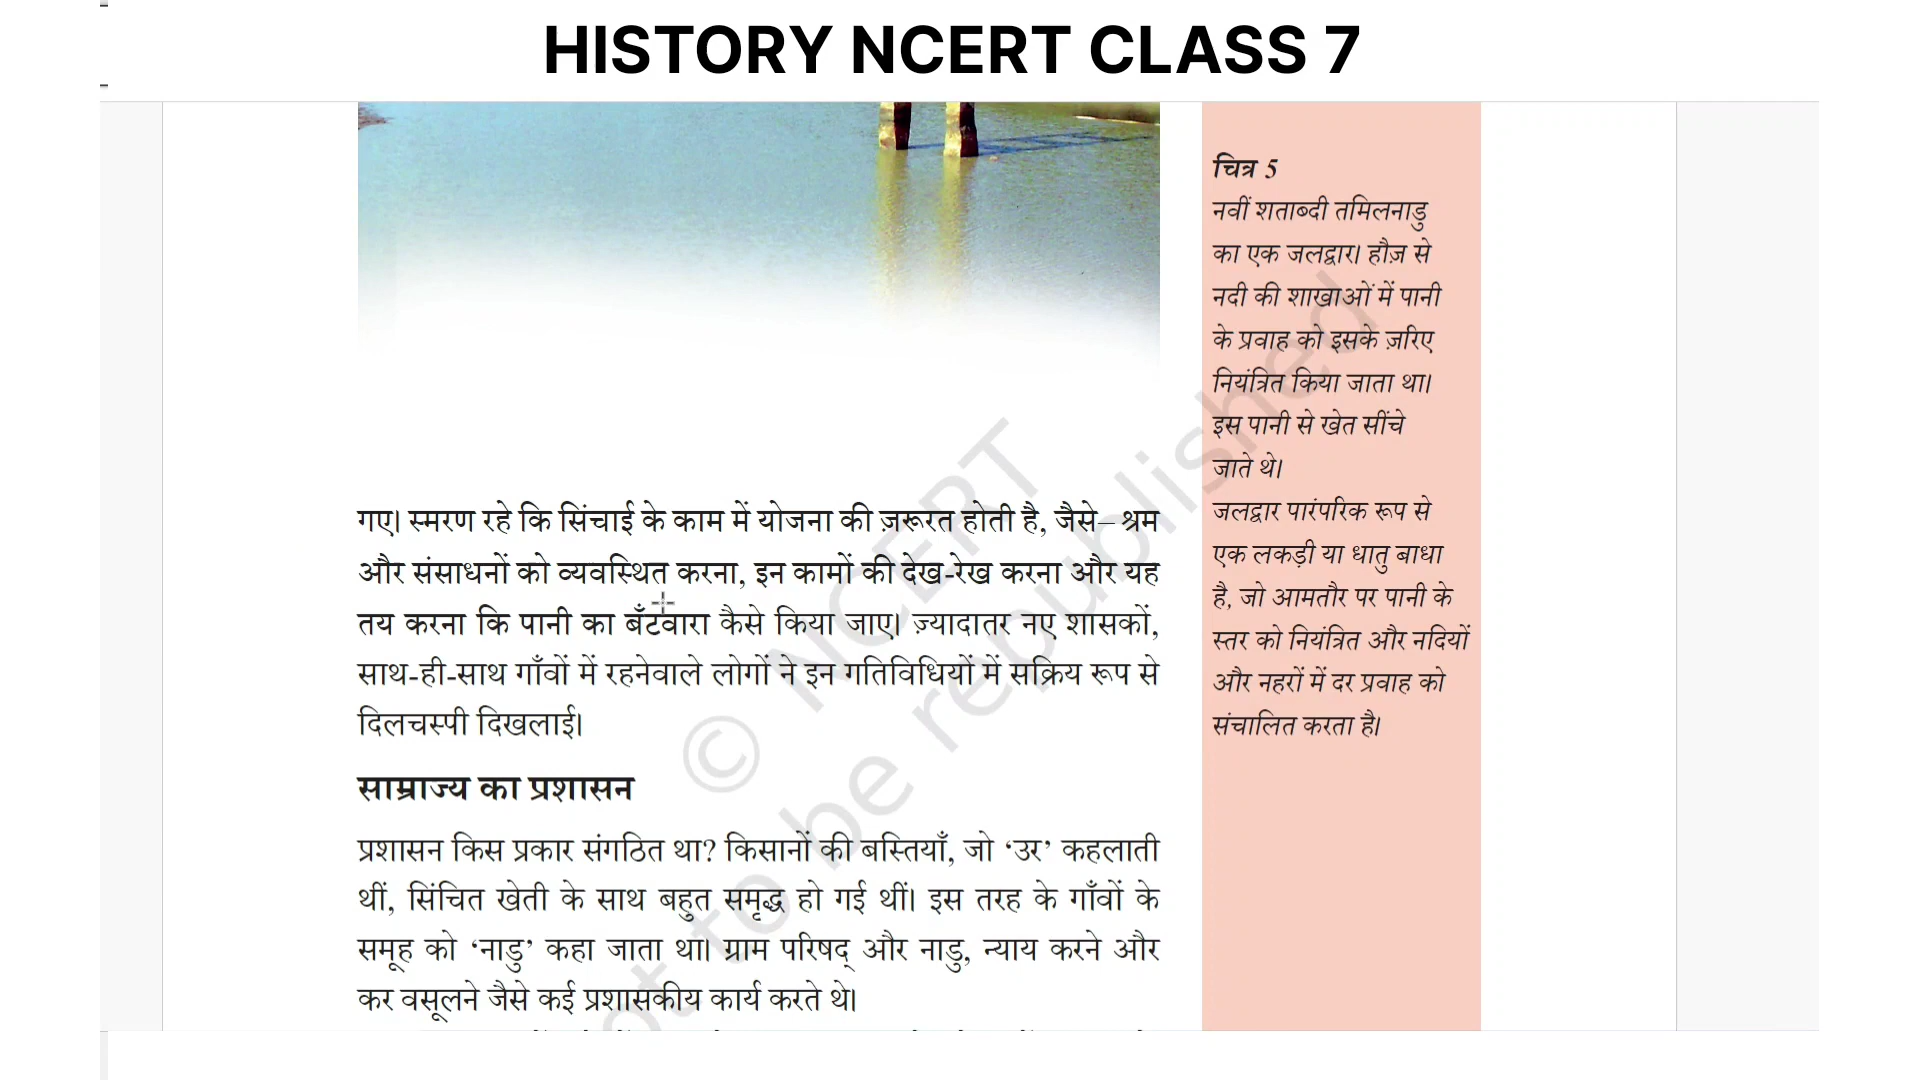 HISTORY NCERT CLASS 7
चित्र 5
नवीं शताब्दी तमिलनाडु
का एक जलद्वार। हौज़ से
नदी की शाखाओं में पानी
के प्रवाह को इसके ज़रिए
नियंत्रित किया जाता था।
इस पानी से खेत सींचे
जाते थे।
जलद्वार पारंपरिक रूप से
एक लकड़ी या धातु बाधा
है, जो आमतौर पर पानी के
स्तर को नियंत्रित और नदियों
और नहरों में दर प्रवाह को
संचालित करता है।
गए। स्मरण रहे कि सिंचाई के काम में योजना की ज़रूरत होती है, जैसे– श्रम
और संसाधनों को व्यवस्थित करना, इन कामों की देख-रेख करना और यह
तय करना कि पानी का बँटवारा कैसे किया जाए। ज़्यादातर नए शासकों,
साथ-ही-साथ गाँवों में रहनेवाले लोगों ने इन गतिविधियों में सक्रिय रूप से
दिलचस्पी दिखलाई।
साम्राज्य का प्रशासन
प्रशासन किस प्रकार संगठित था? किसानों की बस्तियाँ, जो ‘उर’ कहलाती
थीं, सिंचित खेती के साथ बहुत समृद्ध हो गई थीं। इस तरह के गाँवों के
समूह को ‘नाडु’ कहा जाता था। ग्राम परिषद् और नाडु, न्याय करने और
कर वसूलने जैसे कई प्रशासकीय कार्य करते थे।
© NCERT
to be republished